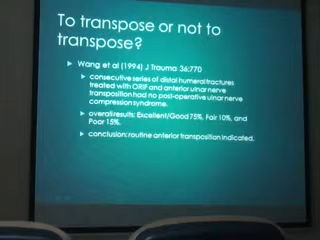 To transpose or not to
transpose?
Wang et al (1994) J Trauma 36:770
consecutive series of distal humeral fractures
treated with ORIF and anterior ulnar nerve
transposition had no post-operative ulnar nerve
compression syndrome.
overall results: Excellent/Good 75%, Fair 10%, and
Poor 15%.
conclusion: routine anterior transposition indicated.